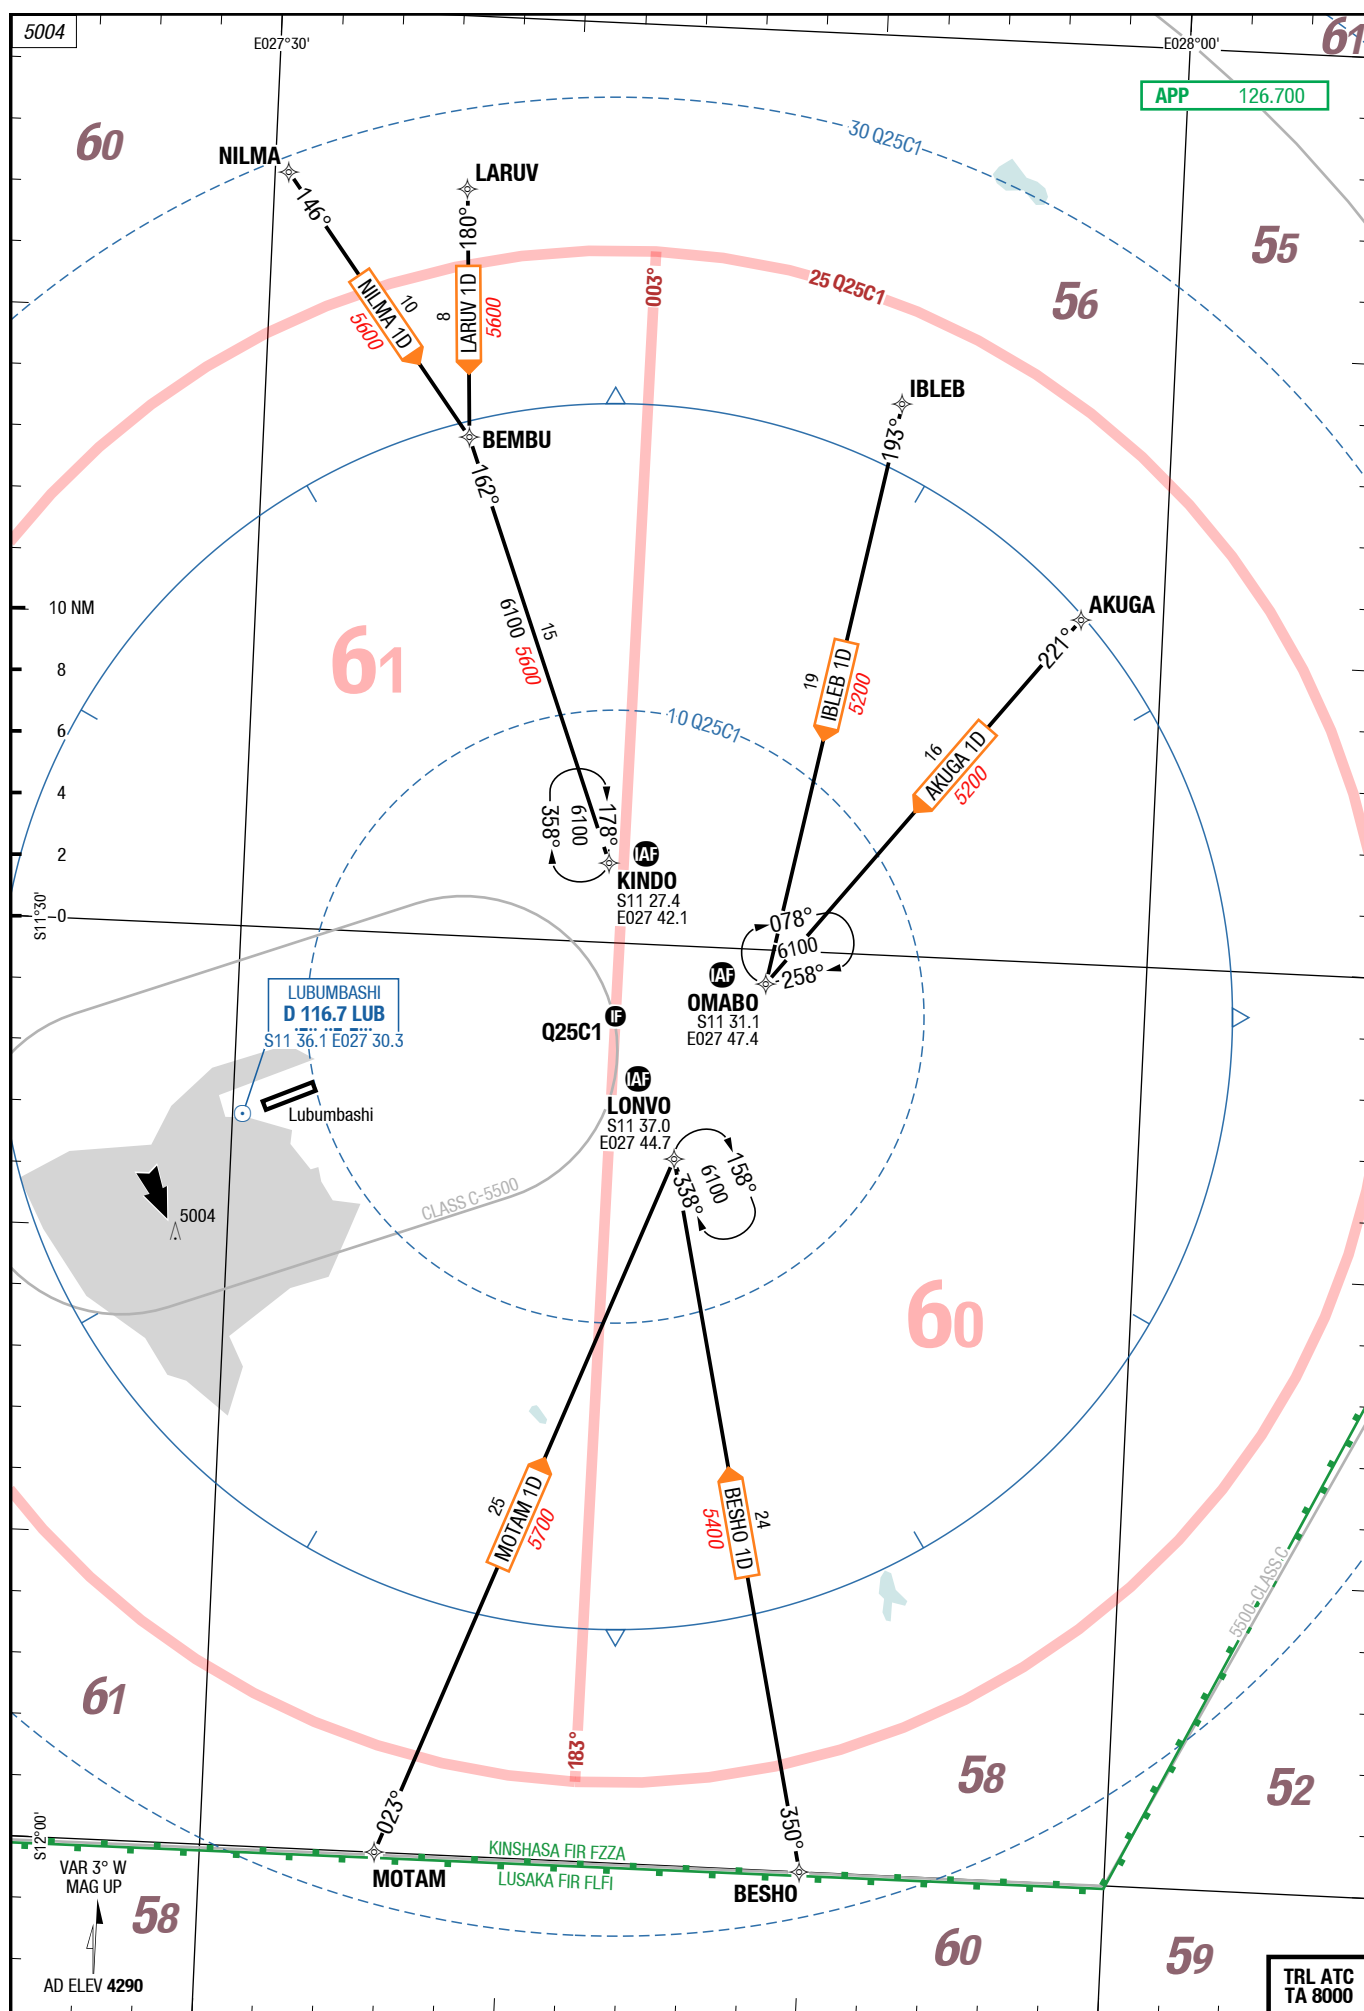 5004
E027°30'
E028°00'
61
APP 126.700
60
30 Q25C1
NILMA
LARUV
146°
180°
55
003°
25 Q25C1
56
NILMA 1D
10
5600
8
LARUV 1D
5600
IBLEB
193°
BEMBU
162°
10 NM
8
6
4
2
0
S11°30'
61
6100
15
5600
AKUGA
221°
19
IBLEB 1D
5200
10 Q25C1
16
AKUGA 1D
5200
358°
6100
178°
IAF
KINDO
S11 27.4
E027 42.1
078°
6100
258°
IAF
OMABO
S11 31.1
E027 47.4
LUBUMBASHI
D 116.7 LUB
S11 36.1 E027 30.3
Q25C1
IF
Lubumbashi
IAF
LONVO
S11 37.0
E027 44.7
158°
6100
338°
CLASS C-5500
5004
60
25
MOTAM 1D
5700
5400
BESHO 1D
24
5500-CLASS.C
61
183°
58
52
023°
350°
S12°00'
KINSHASA FIR FZZA
LUSAKA FIR FLFI
MOTAM
BESHO
VAR 3° W
MAG UP
58
60
59
AD ELEV 4290
TRL ATC
TA 8000